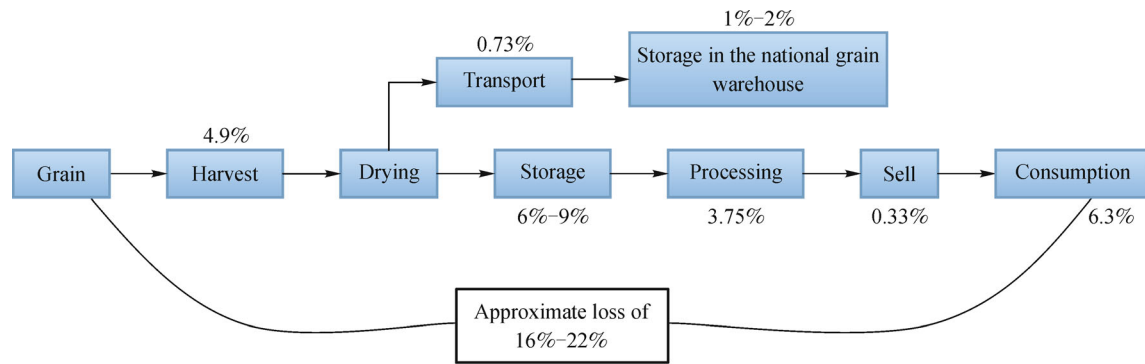 1%–2%
0.73%
Storage in the national grain
warehouse
Transport
4.9%
Grain
Harvest
Drying
Storage
Processing
Sell
Consumption
6%–9%
3.75%
0.33%
6.3%
Approximate loss of
16%–22%